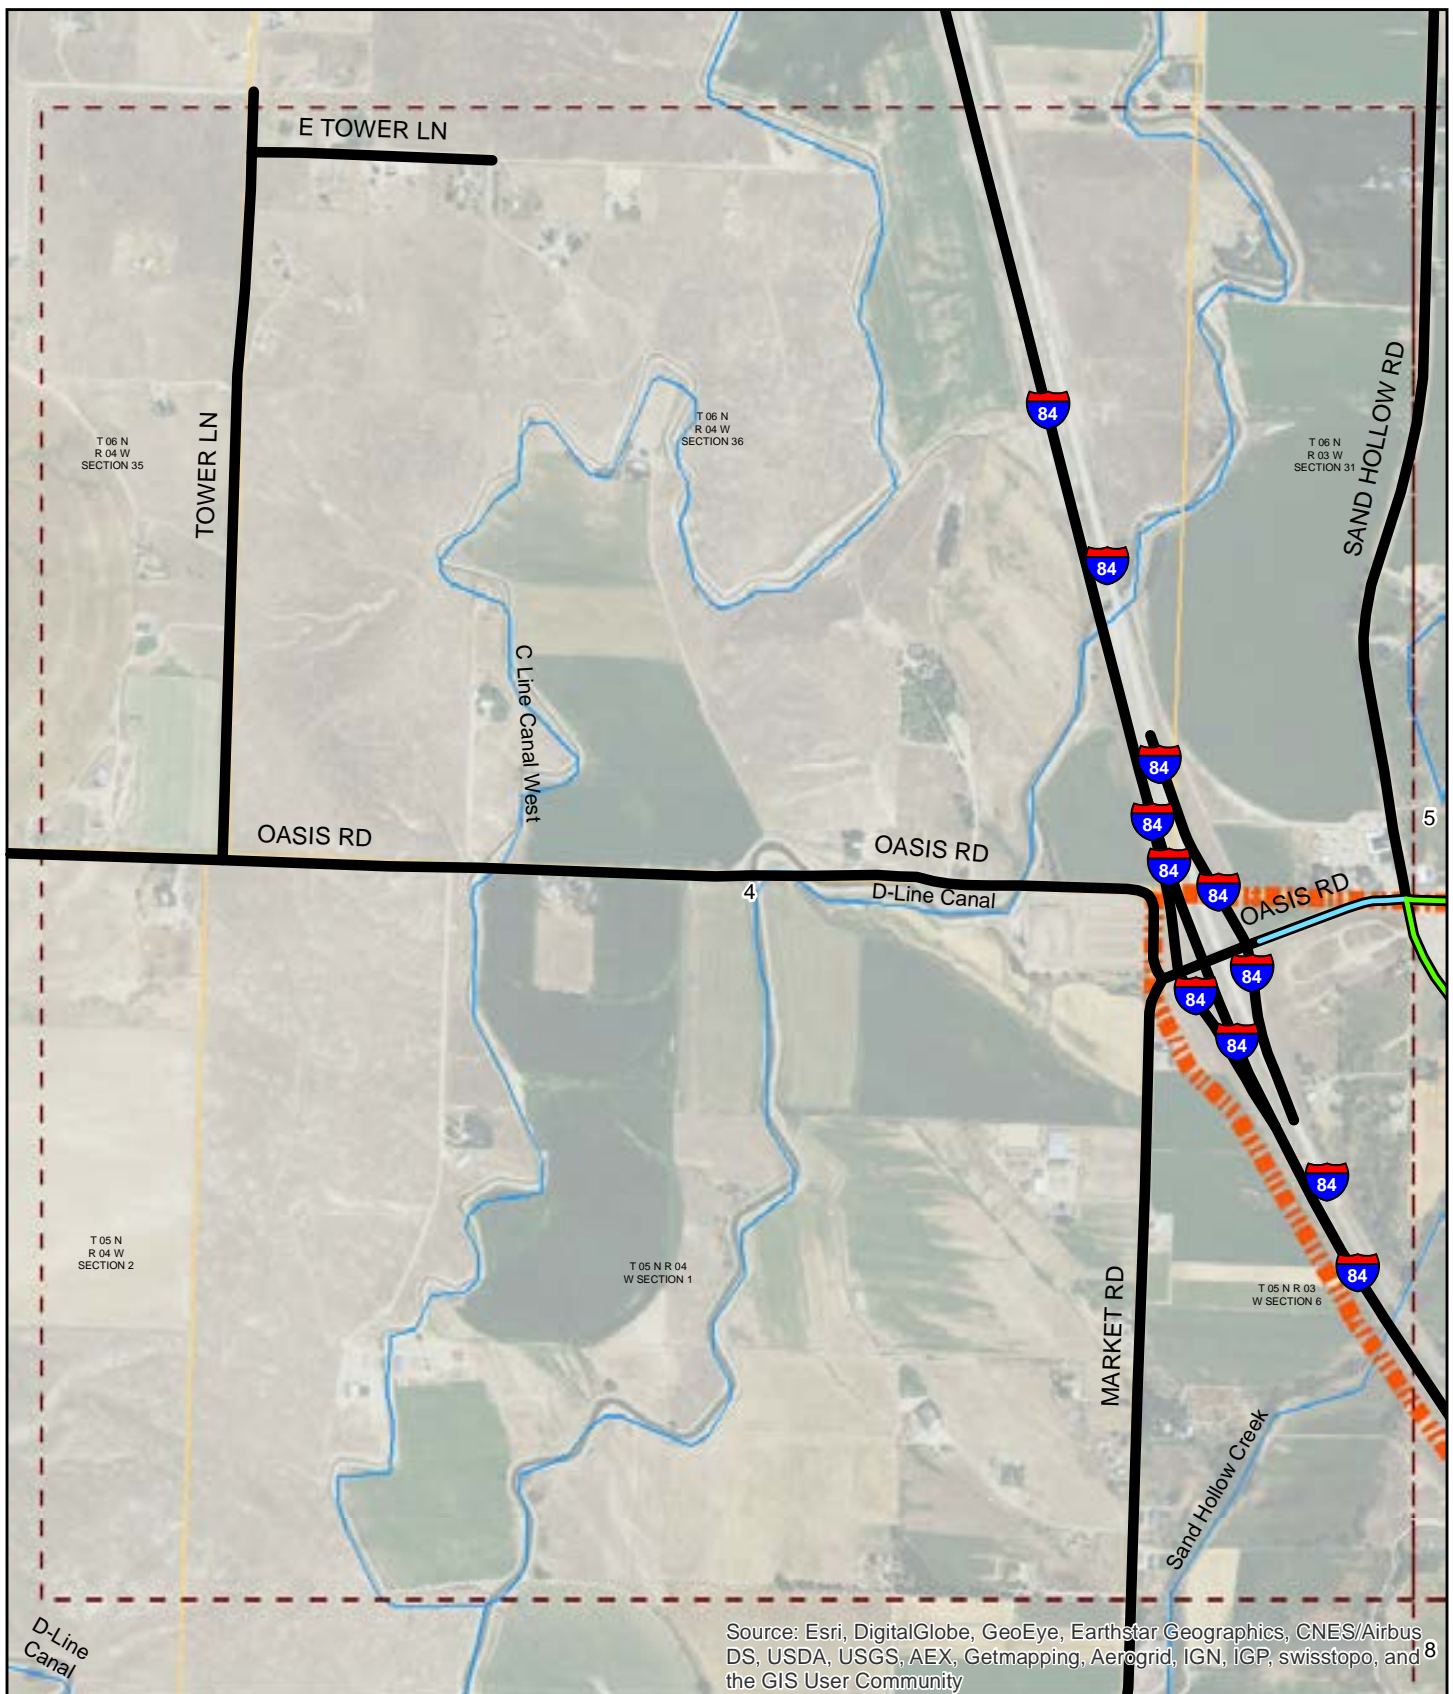 E TOWER LN
84
T 06 N
R 04 W
SECTION 36
T 06 N
R 04 W
SECTION 35
TOWER LN
T 06 N
R 03 W
SECTION 31
SAND HOLLOW RD
84
C Line Canal West
84
84
5
OASIS RD
OASIS RD
84
84
4
D-Line Canal
OASIS RD
84
84
84
84
T 05 N
R 04 W
SECTION 2
T 05 N R 04
W SECTION 1
84
T 05 N R 03
W SECTION 6
MARKET RD
Sand Hollow Creek
D-Line
Canal
Source: Esri, DigitalGlobe, GeoEye, Earthstar Geographics, CNES/Airbus
DS, USDA, USGS, AEX, Getmapping, Aerogrid, IGN, IGP, swisstopo, and
the GIS User Community
8